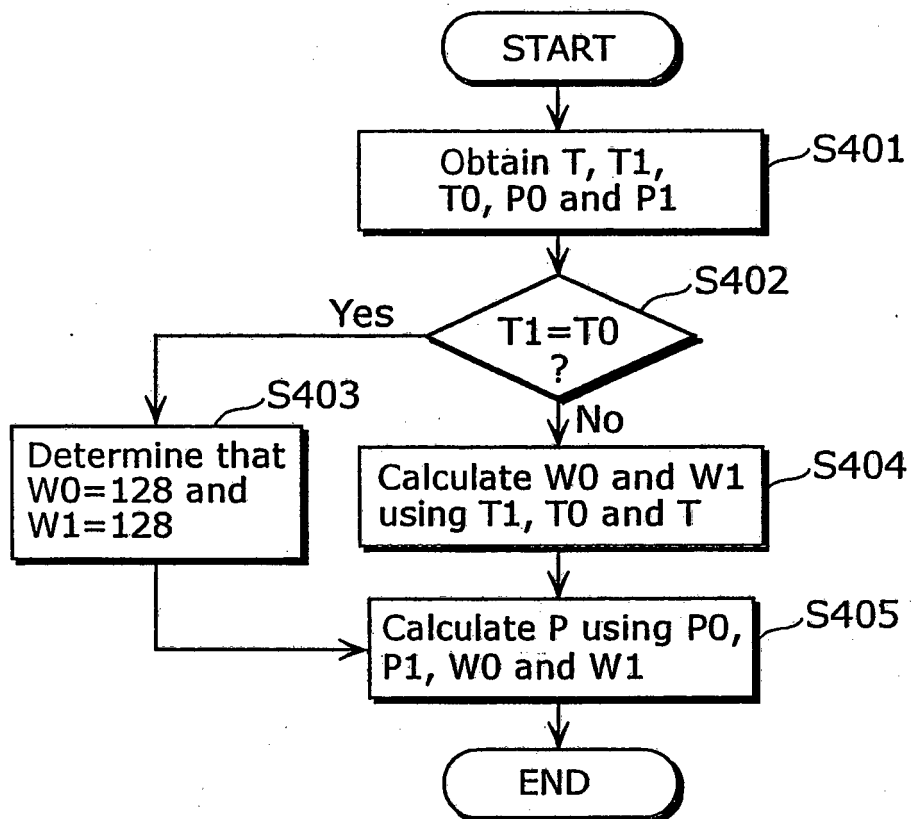 START
Obtain T, T1,
T0, P0 and P1
S401
S402
T1=T0
?
Yes
No
S403
Determine that
W0=128 and
W1=128
Calculate W0 and W1
using T1, T0 and T
S404
Calculate P using P0,
P1, W0 and W1
S405
END